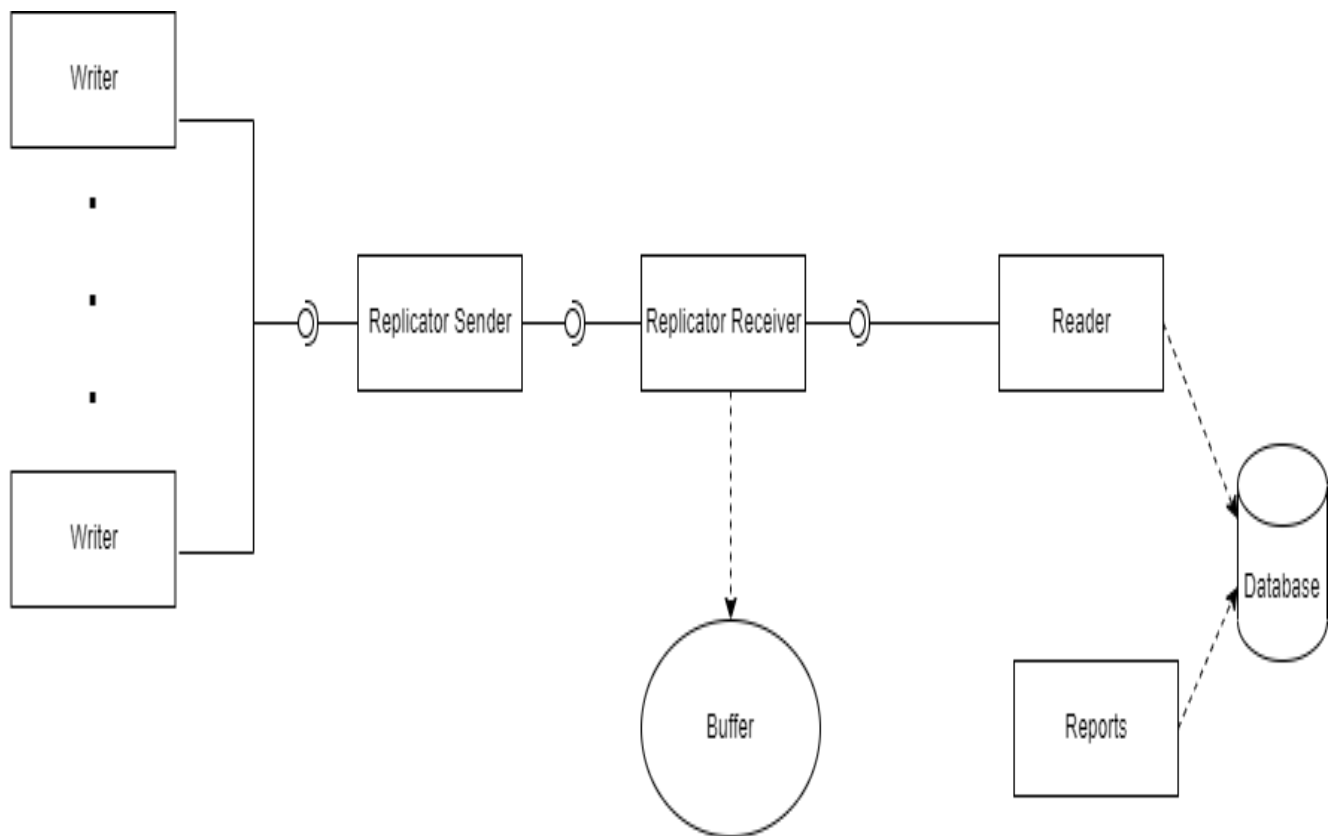 Writer
Replicator Sender
Replicator Receiver
Reader
Writer
Database
Buffer
Reports